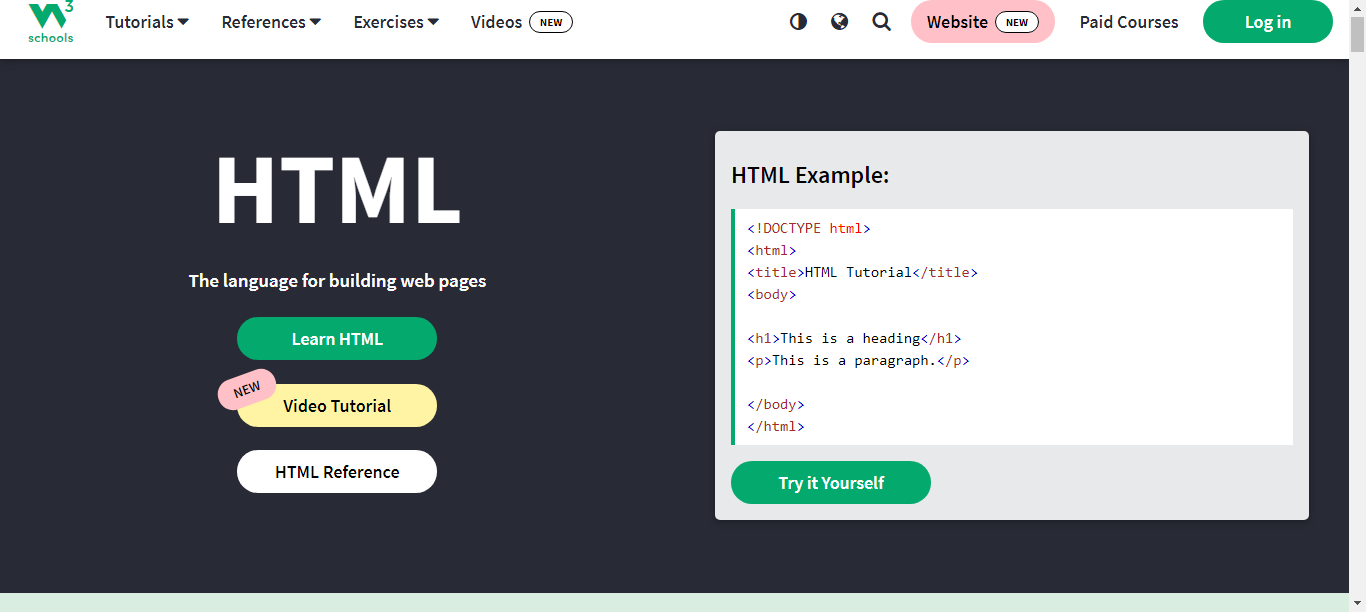 3
schools
Tutorials References Exercises Videos NEW Website NEW Paid Courses Log in
HTML
The language for building web pages
Learn HTML
NEW
Video Tutorial
HTML Reference
HTML Example:
<!DOCTYPE html>
<html>
<title>HTML Tutorial</title>
<body>
<h1>This is a heading</h1>
<p>This is a paragraph.</p>
</body>
</html>
Try it Yourself